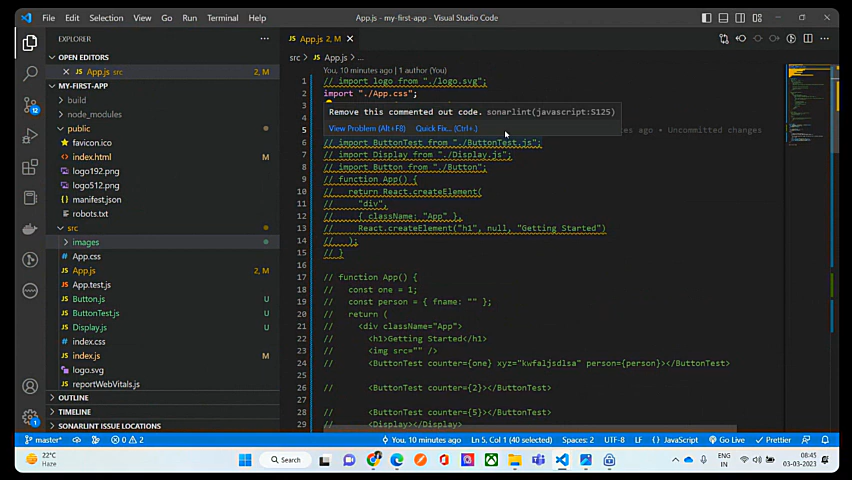 File Edit Selection View Go Run Terminal Help
App.js - my-first-app - Visual Studio Code
EXPLORER
OPEN EDITORS
App.js src 2, M
MY-FIRST-APP
build
node_modules
public
favicon.ico
index.html M
logo192.png
logo512.png
manifest.json
robots.txt
src
images
App.css
App.js 2, M
App.test.js
Button.js U
ButtonTest.js U
Display.js U
index.css
index.js M
logo.svg
reportWebVitals.js
OUTLINE
TIMELINE
SONARLINT ISSUE LOCATIONS
App.js 2, M
src App.js ...
You, 10 minutes ago | 1 author (You)
1 // import logo from "./logo.svg";
2 import "./App.css";
3
Remove this commented out code. sonarlint(javascript:S125)
View Problem (Alt+F8) Quick Fix... (Ctrl+.)
5 ago • Uncommitted changes
6 // import ButtonTest from "./ButtonTest.js";
7 // import Display from "./Display.js";
8 // import Button from "./Button";
9 // function App() {
10 // return React.createElement(
11 // "div",
12 // { className: "App" },
13 // React.createElement("h1", null, "Getting Started")
14 // );
15 // }
16
17 // function App() {
18 // const one = 1;
19 // const person = { fname: "" };
20 // return (
21 // <div className="App">
22 // <h1>Getting Started</h1>
23 // <img src="" />
24 // <ButtonTest counter={one} xyz="kwfaljsdlsa" person={person}></ButtonTest>
25
26 // <ButtonTest counter={2}></ButtonTest>
27
28 // <ButtonTest counter={5}></ButtonTest>
29 // <Display></Display>
master* 0 2 You, 10 minutes ago Ln 5, Col 1 (40 selected) Spaces: 2 UTF-8 LF JavaScript Go Live Prettier
22°C
Haze
Search
ENG
IN
08:45
03-03-2023